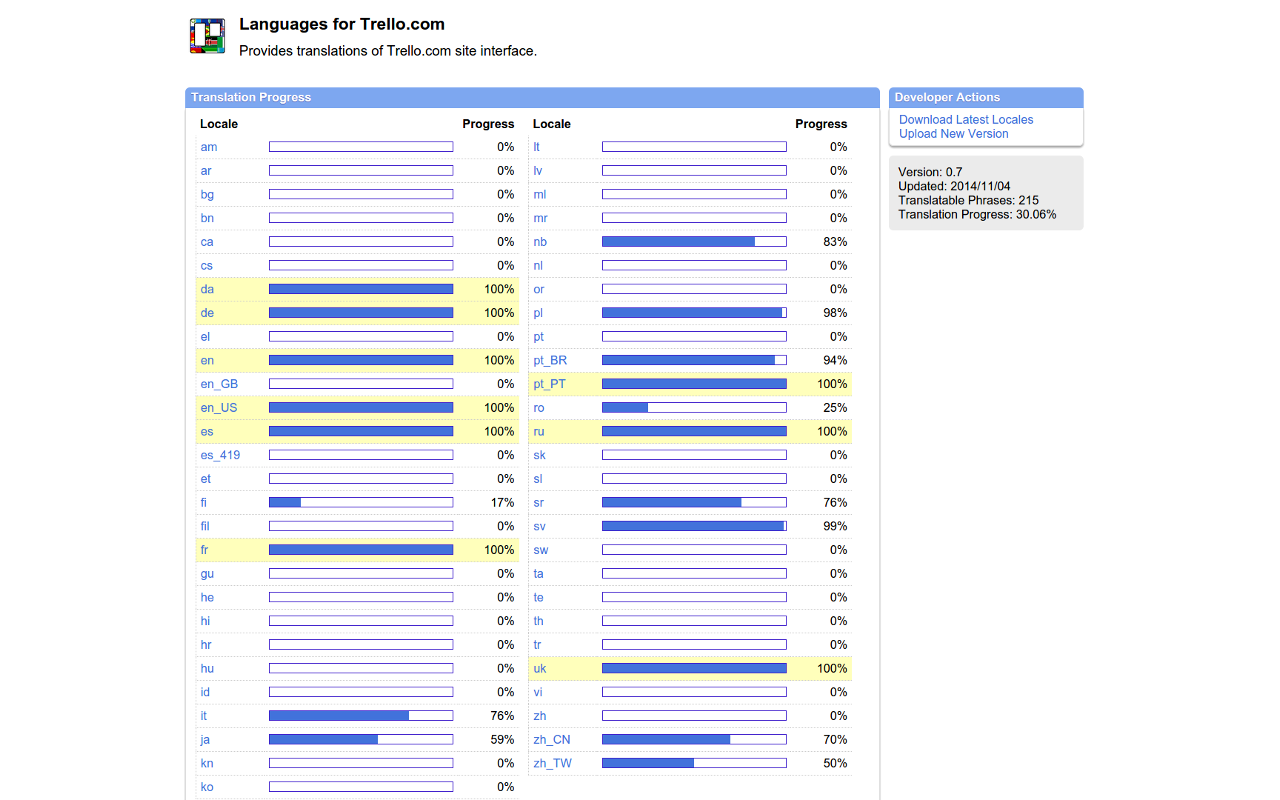 Languages for Trello.com
Provides translations of Trello.com site interface.
Translation Progress
Locale Progress
am 0%
ar 0%
bg 0%
bn 0%
ca 0%
cs 0%
da 100%
de 100%
el 0%
en 100%
en_GB 0%
en_US 100%
es 100%
es_419 0%
et 0%
fi 17%
fil 0%
fr 100%
gu 0%
he 0%
hi 0%
hr 0%
hu 0%
id 0%
it 76%
ja 59%
kn 0%
ko 0%
Locale Progress
lt 0%
lv 0%
ml 0%
mr 0%
nb 83%
nl 0%
or 0%
pl 98%
pt 0%
pt_BR 94%
pt_PT 100%
ro 25%
ru 100%
sk 0%
sl 0%
sr 76%
sv 99%
sw 0%
ta 0%
te 0%
th 0%
tr 0%
uk 100%
vi 0%
zh 0%
zh_CN 70%
zh_TW 50%
Developer Actions
Download Latest Locales
Upload New Version
Version: 0.7
Updated: 2014/11/04
Translatable Phrases: 215
Translation Progress: 30.06%